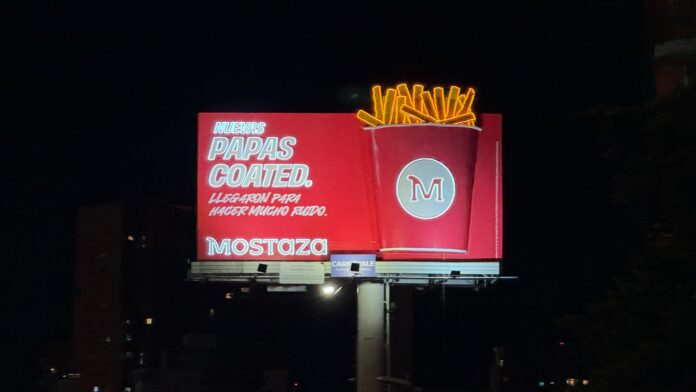 NUEVAS
PAPAS
COATED.
LLEGARON PARA
HACER MUCHO RUIDO.
MOSTAZA
M